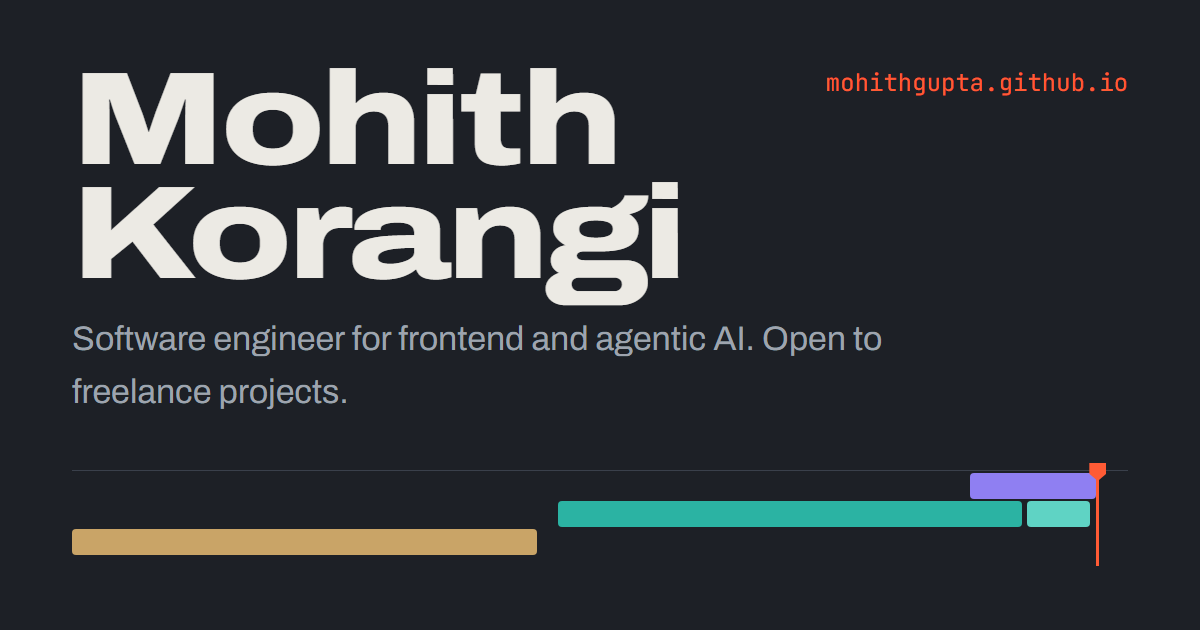 Mohith
Korangi
mohithgupta.github.io
Software engineer for frontend and agentic AI. Open to
freelance projects.